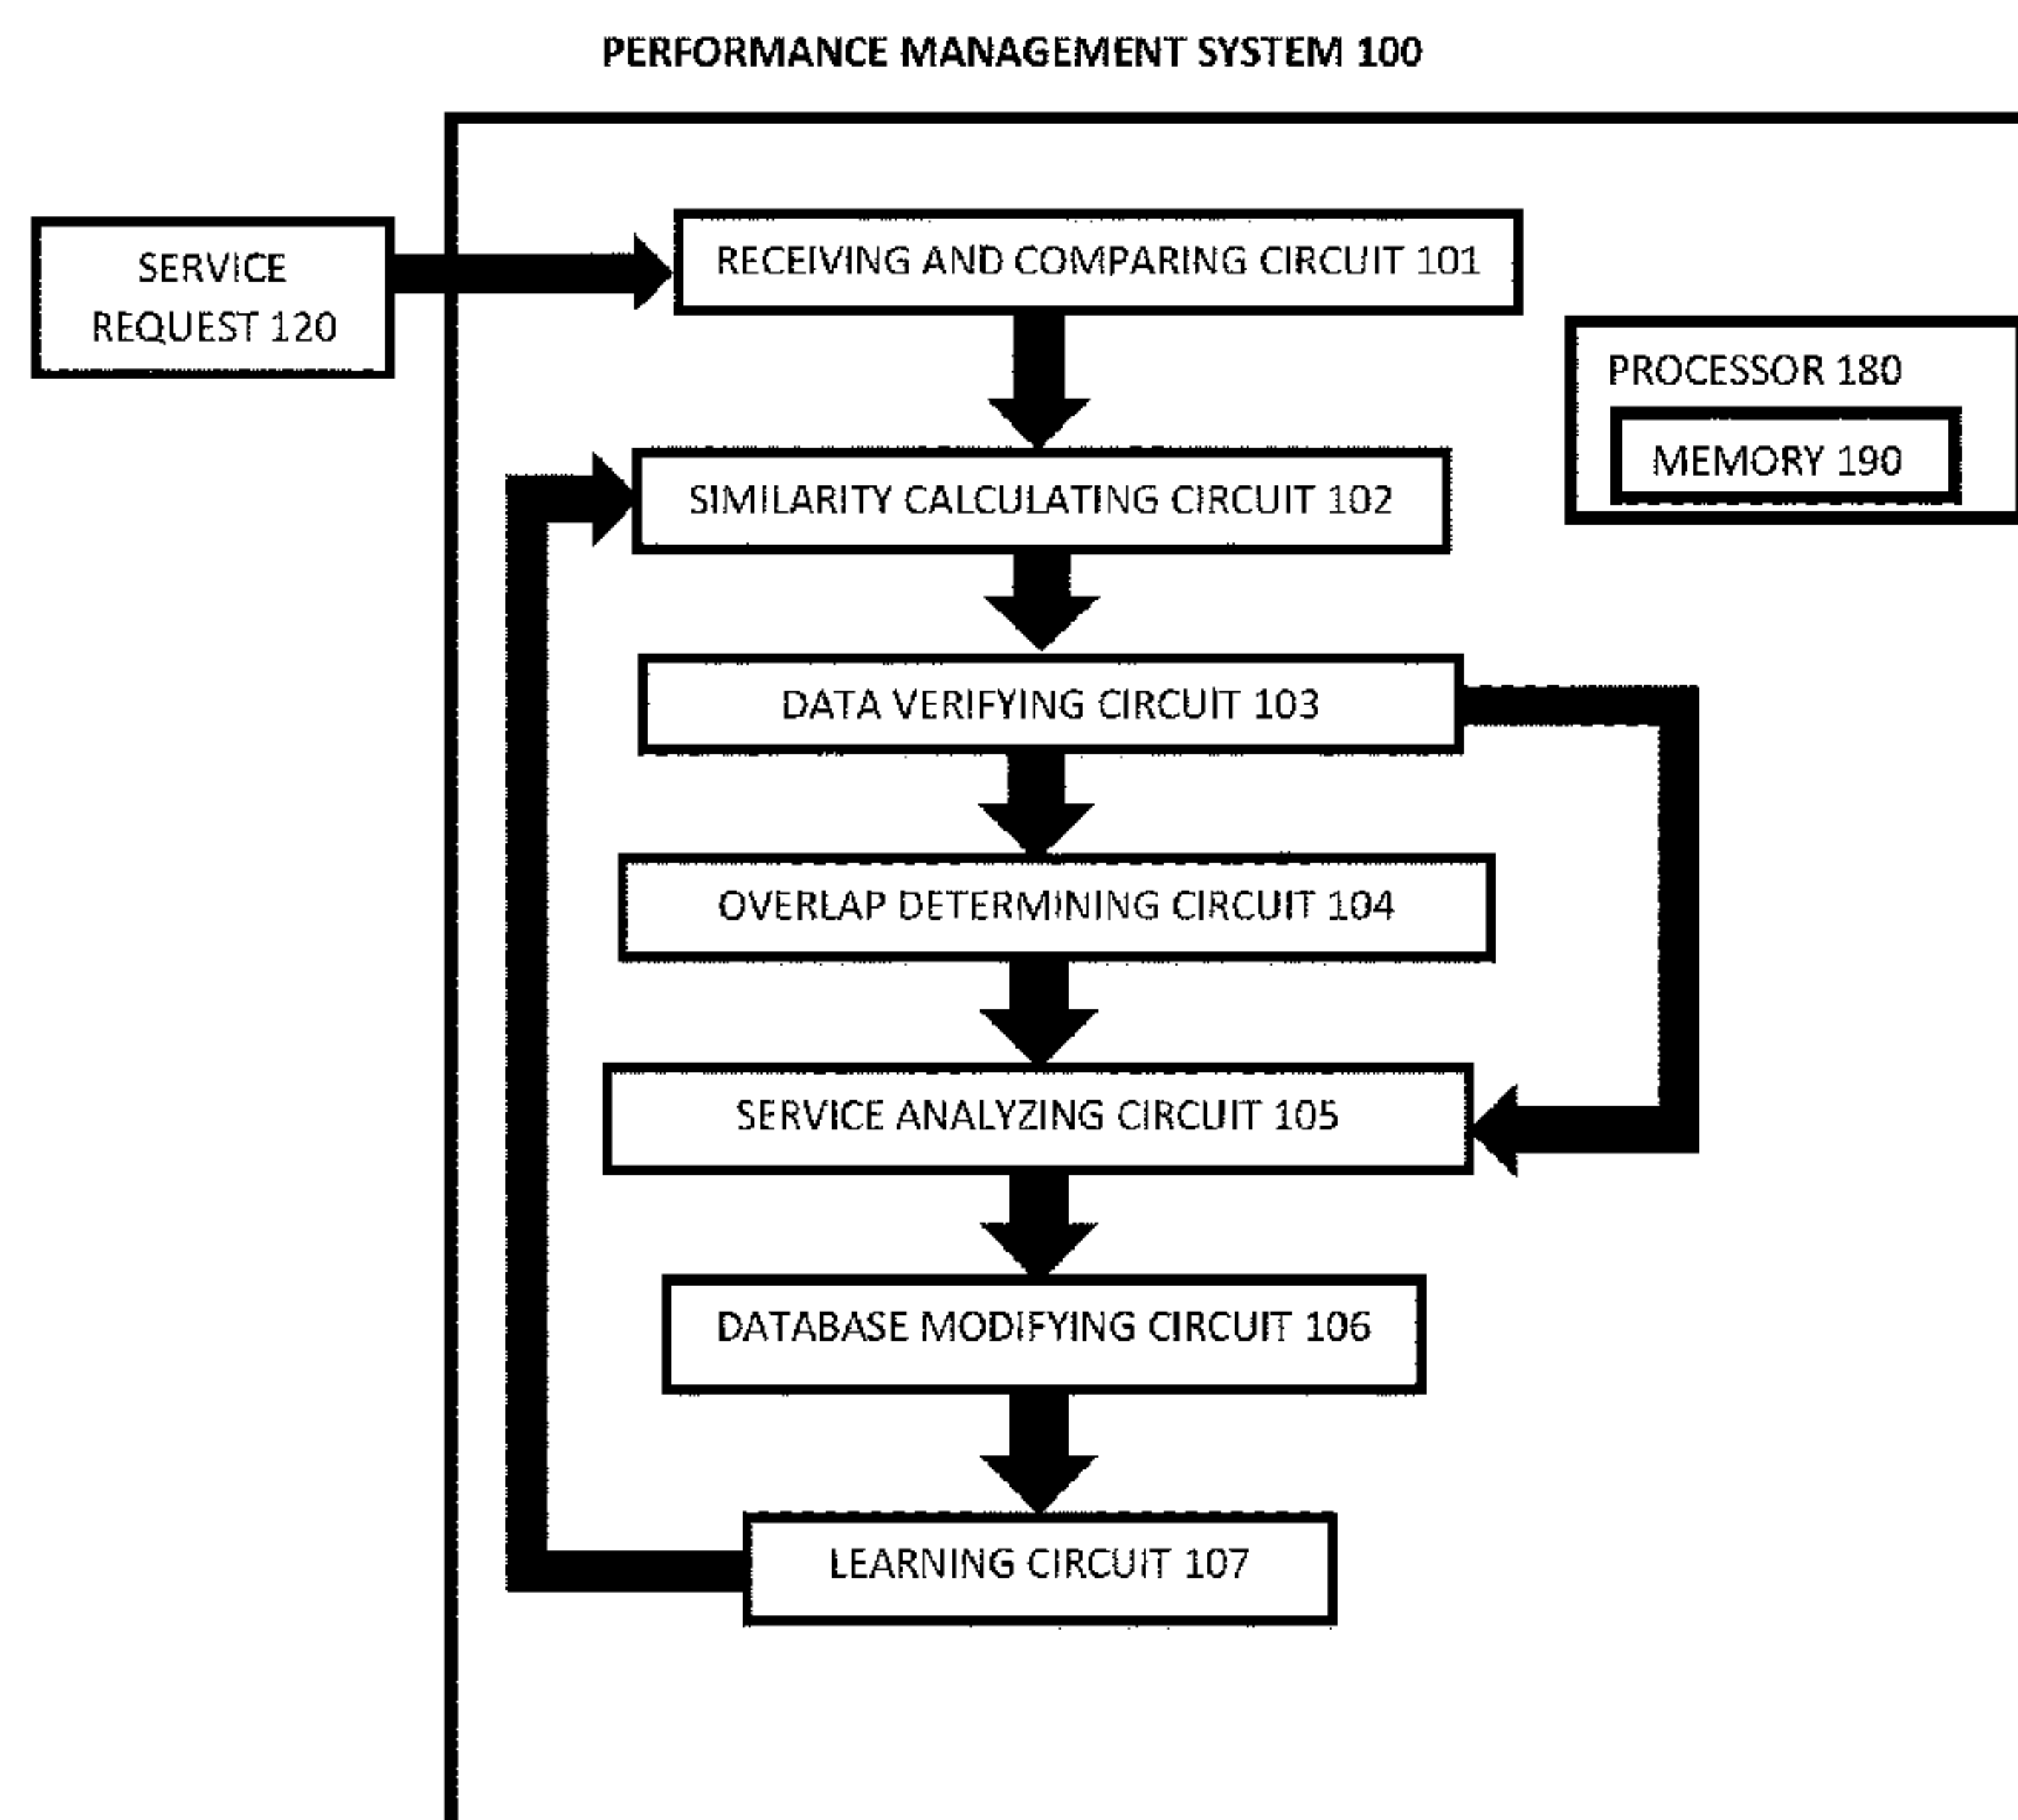 PERFORMANCE MANAGEMENT SYSTEM 100
SERVICE
REQUEST 120
RECEIVING AND COMPARING CIRCUIT 101
PROCESSOR 180
MEMORY 190
SIMILARITY CALCULATING CIRCUIT 102
DATA VERIFYING CIRCUIT 103
OVERLAP DETERMINING CIRCUIT 104
SERVICE ANALYZING CIRCUIT 105
DATABASE MODIFYING CIRCUIT 106
LEARNING CIRCUIT 107